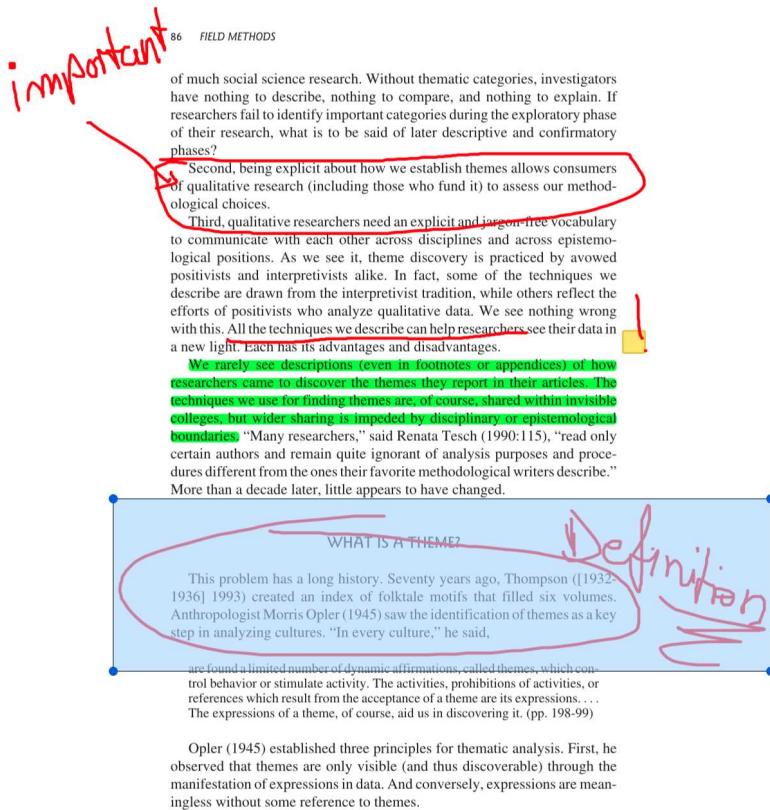 important
86 FIELD METHODS
of much social science research. Without thematic categories, investigators
have nothing to describe, nothing to compare, and nothing to explain. If
researchers fail to identify important categories during the exploratory phase
of their research, what is to be said of later descriptive and confirmatory
phases?
Second, being explicit about how we establish themes allows consumers
of qualitative research (including those who fund it) to assess our method-
ological choices.
Third, qualitative researchers need an explicit and jargon-free vocabulary
to communicate with each other across disciplines and across epistemo-
logical positions. As we see it, theme discovery is practiced by avowed
positivists and interpretivists alike. In fact, some of the techniques we
describe are drawn from the interpretivist tradition, while others reflect the
efforts of positivists who analyze qualitative data. We see nothing wrong
with this. All the techniques we describe can help researchers see their data in
a new light. Each has its advantages and disadvantages.
!
We rarely see descriptions (even in footnotes or appendices) of how
researchers came to discover the themes they report in their articles. The
techniques we use for finding themes are, of course, shared within invisible
colleges, but wider sharing is impeded by disciplinary or epistemological
boundaries. “Many researchers,” said Renata Tesch (1990:115), “read only
certain authors and remain quite ignorant of analysis purposes and proce-
dures different from the ones their favorite methodological writers describe.”
More than a decade later, little appears to have changed.
WHAT IS A THEME?
Definition
This problem has a long history. Seventy years ago, Thompson ([1932-
1936] 1993) created an index of folktale motifs that filled six volumes.
Anthropologist Morris Opler (1945) saw the identification of themes as a key
step in analyzing cultures. “In every culture,” he said,
are found a limited number of dynamic affirmations, called themes, which con-
trol behavior or stimulate activity. The activities, prohibitions of activities, or
references which result from the acceptance of a theme are its expressions. . . .
The expressions of a theme, of course, aid us in discovering it. (pp. 198-99)
Opler (1945) established three principles for thematic analysis. First, he
observed that themes are only visible (and thus discoverable) through the
manifestation of expressions in data. And conversely, expressions are mean-
ingless without some reference to themes.